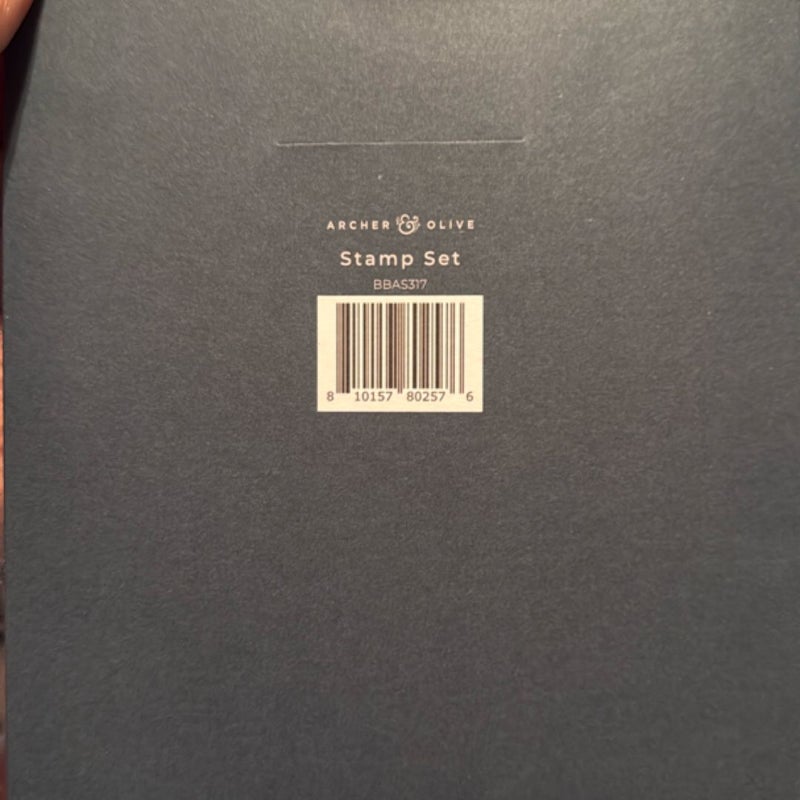 ARCHER & OLIVE
Stamp Set
BBAS317
8 10157 80257 6